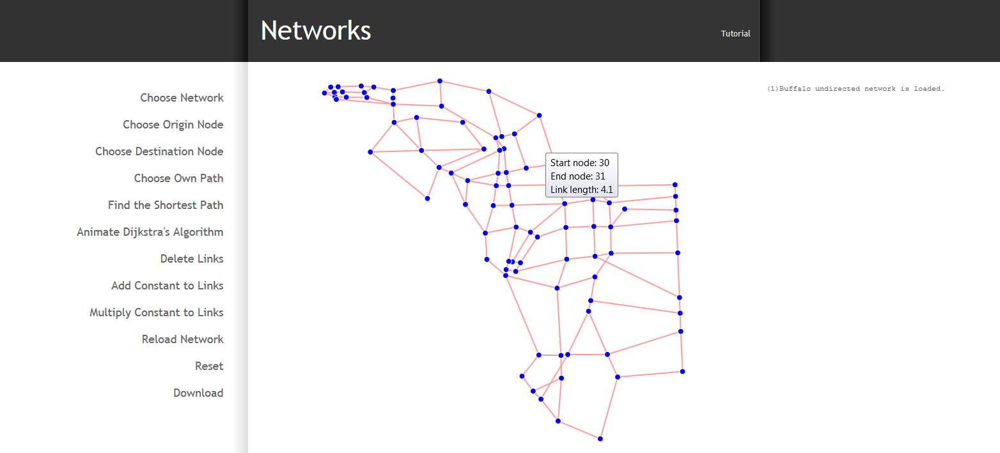 Networks
Tutorial
Choose Network
Choose Origin Node
Choose Destination Node
Choose Own Path
Find the Shortest Path
Animate Dijkstra's Algorithm
Delete Links
Add Constant to Links
Multiply Constant to Links
Reload Network
Reset
Download
Start node: 30
End node: 31
Link length: 4.1
(1)Buffalo undirected network is loaded.